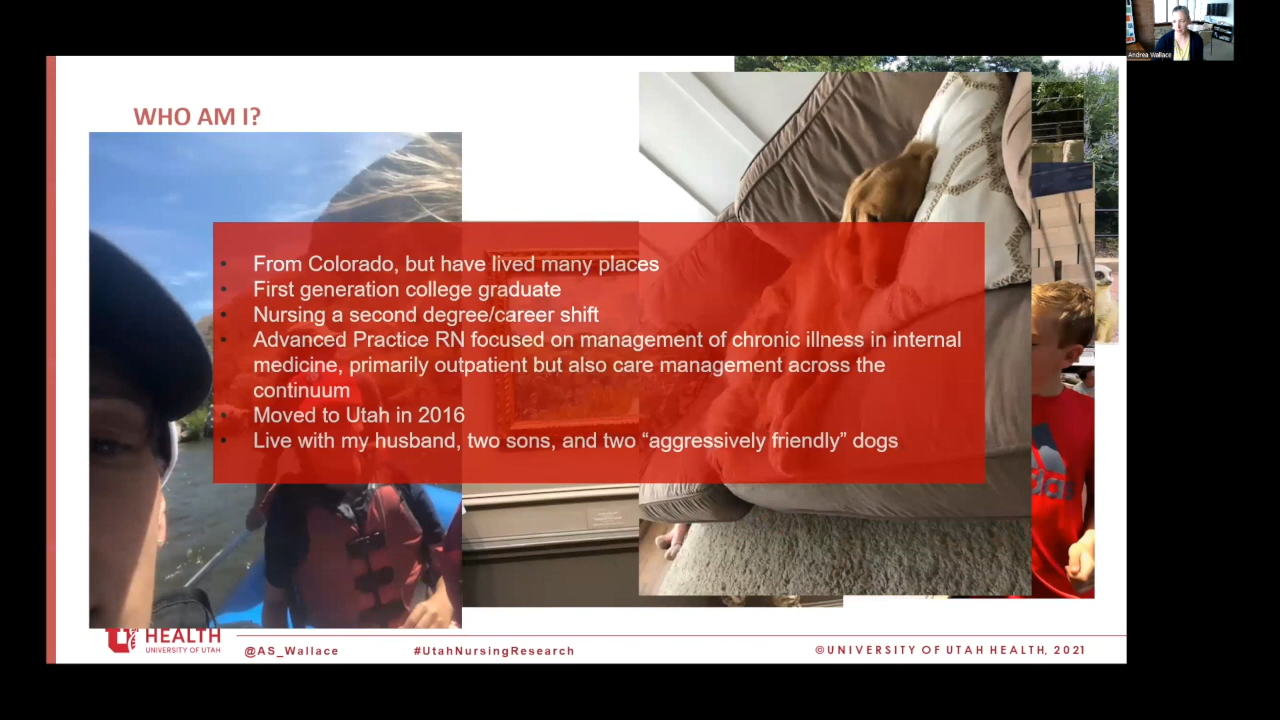 Andrea Wallace
WHO AM I?
• From Colorado, but have lived many places
• First generation college graduate
• Nursing a second degree/career shift
• Advanced Practice RN focused on management of chronic illness in internal
medicine, primarily outpatient but also care management across the
continuum
• Moved to Utah in 2016
• Live with my husband, two sons, and two “aggressively friendly” dogs
adidas
U HEALTH
UNIVERSITY OF UTAH
@AS_Wallace
#UtahNursingResearch
©UNIVERSITY OF UTAH HEALTH, 2021